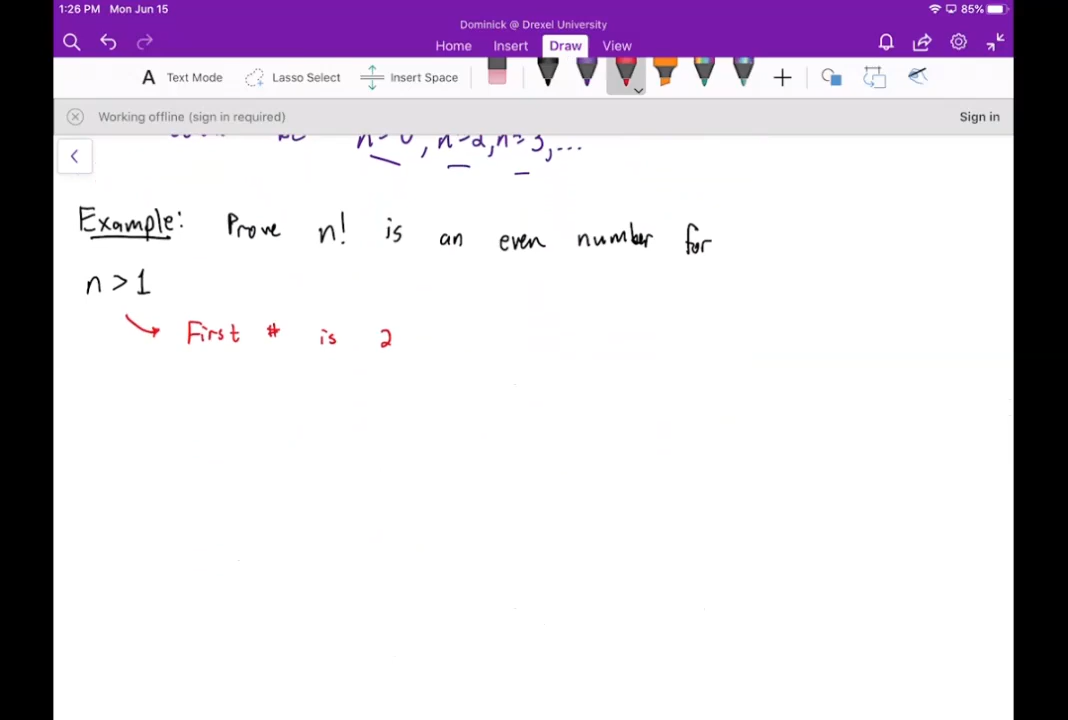 1:26 PM Mon Jun 15
85%
Dominick @ Drexel University
Home Insert Draw View
A Text Mode Lasso Select Insert Space
Working offline (sign in required) Sign in
n=2, n=3, ...
Example: Prove n! is an even number for
n > 1
First # is 2